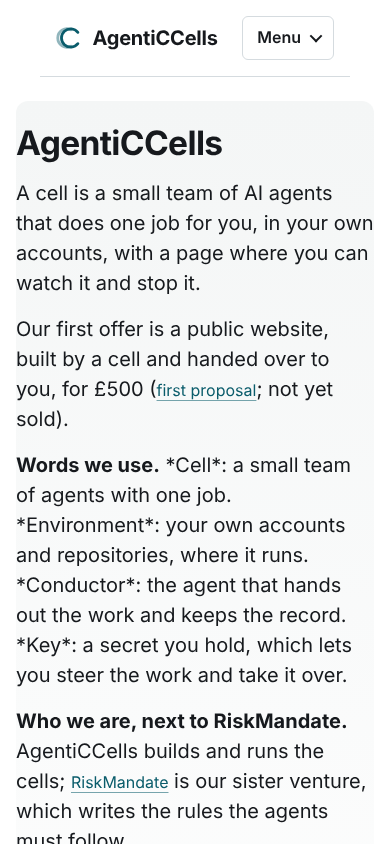 AgentiCCells
Menu
AgentiCCells
A cell is a small team of AI agents
that does one job for you, in your own
accounts, with a page where you can
watch it and stop it.
Our first offer is a public website,
built by a cell and handed over to
you, for £500 (first proposal; not yet
sold).
Words we use. *Cell*: a small team
of agents with one job.
*Environment*: your own accounts
and repositories, where it runs.
*Conductor*: the agent that hands
out the work and keeps the record.
*Key*: a secret you hold, which lets
you steer the work and take it over.
Who we are, next to RiskMandate.
AgentiCCells builds and runs the
cells; RiskMandate is our sister venture,
which writes the rules the agents
must follow